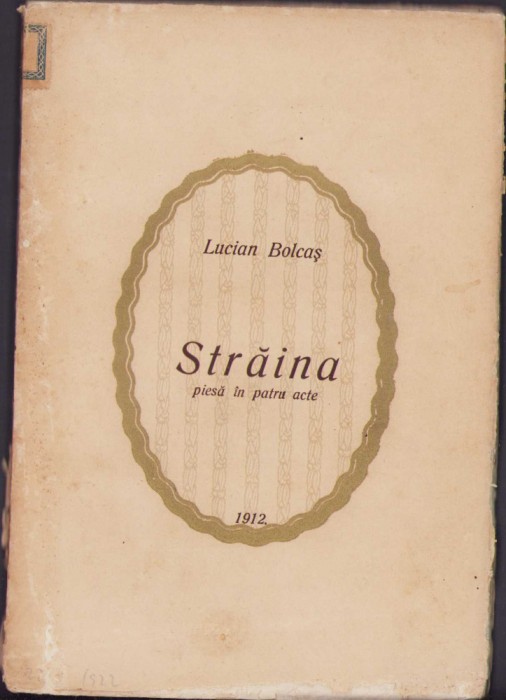 Lucian Bolcaș
Străina
piesă în patru acte
1912.